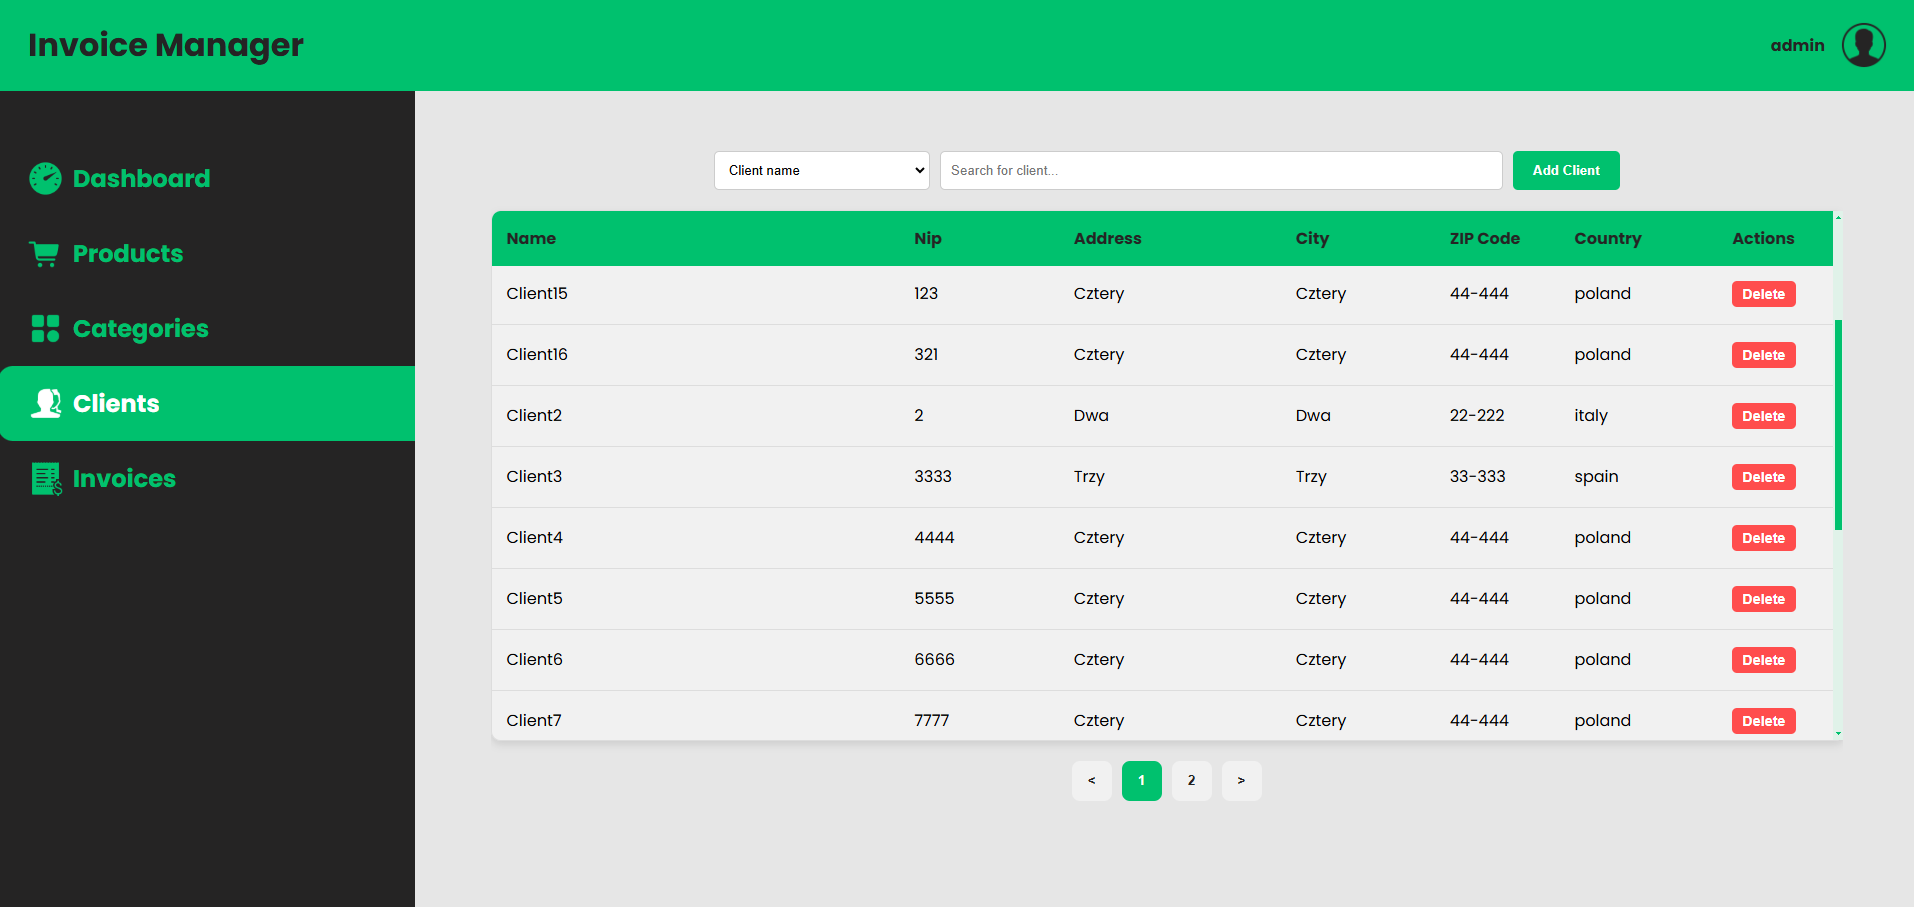 Invoice Manager
admin
Dashboard
Products
Categories
Clients
Invoices
Client name
Search for client...
Add Client
Name Nip Address City ZIP Code Country Actions
Client15 123 Cztery Cztery 44-444 poland Delete
Client16 321 Cztery Cztery 44-444 poland Delete
Client2 2 Dwa Dwa 22-222 italy Delete
Client3 3333 Trzy Trzy 33-333 spain Delete
Client4 4444 Cztery Cztery 44-444 poland Delete
Client5 5555 Cztery Cztery 44-444 poland Delete
Client6 6666 Cztery Cztery 44-444 poland Delete
Client7 7777 Cztery Cztery 44-444 poland Delete
< 1 2 >